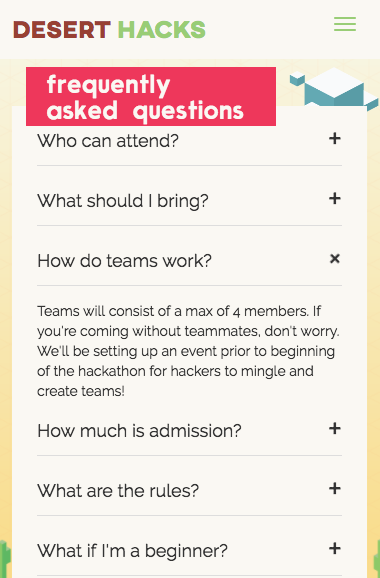 DESERT HACKS
frequently
asked questions
Who can attend?
What should I bring?
How do teams work?
Teams will consist of a max of 4 members. If
you're coming without teammates, don't worry.
We'll be setting up an event prior to beginning
of the hackathon for hackers to mingle and
create teams!
How much is admission?
What are the rules?
What if I'm a beginner?